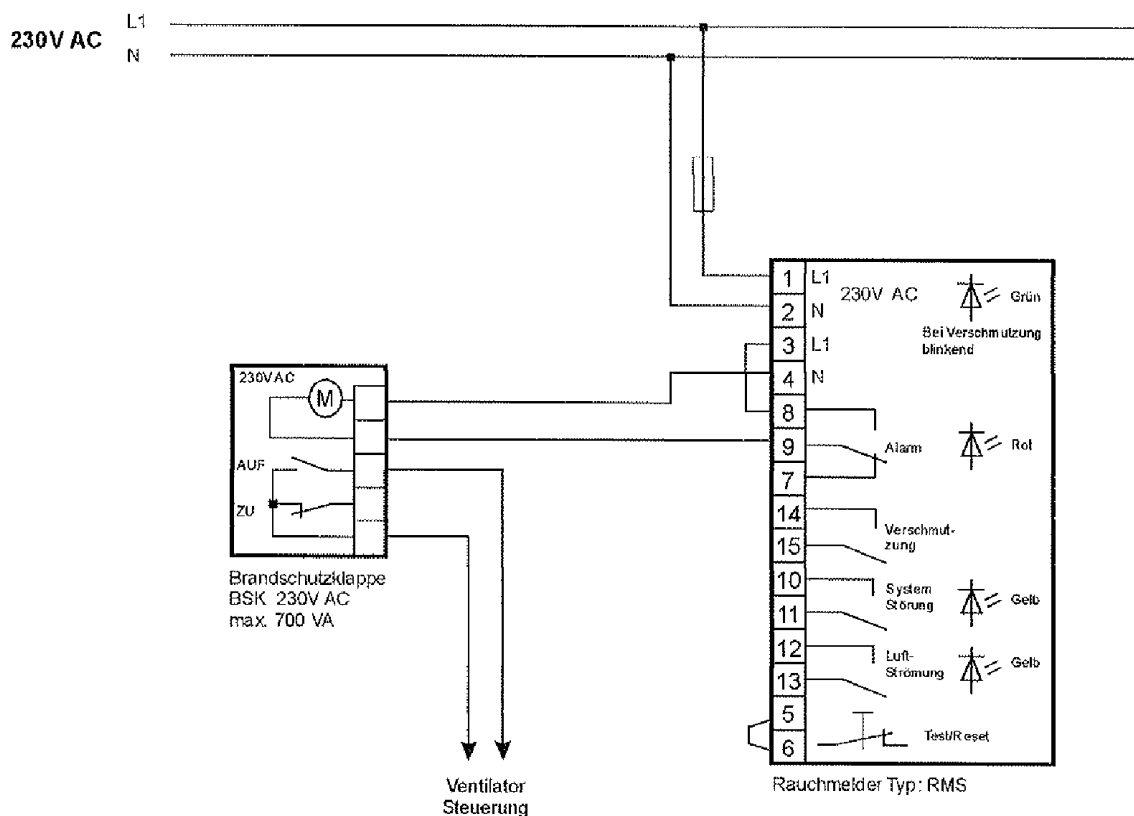 230V AC
L1
N
1 L1
230V AC
Grün
2 N
Bei Verschmutzung
blinkend
3 L1
4 N
8
9
Alarm
Rot
7
14
Verschmut-
zung
15
10
System
Störung
Gelb
11
12
Luft-
Strömung
Gelb
13
5
6
Test/Reset
Rauchmelder Typ: RMS
230VAC
M
AUF
ZU
Brandschutzklappe
BSK 230V AC
max. 700 VA
Ventilator
Steuerung